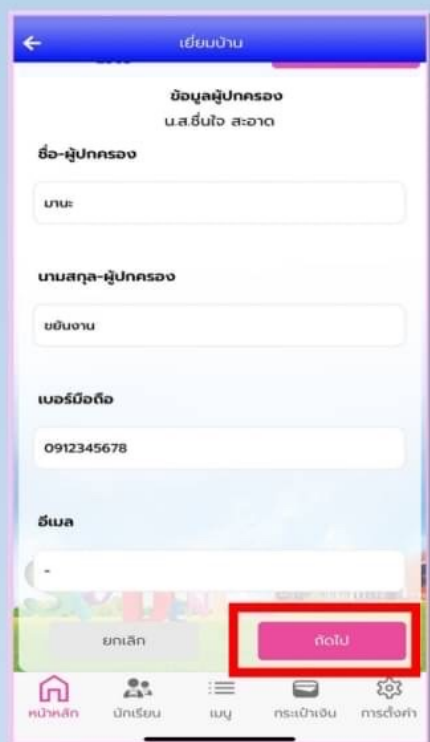 เยี่ยมบ้าน
ข้อมูลผู้ปกครอง
น.ส.ชื่นใจ สะอาด
ชื่อ-ผู้ปกครอง
มานะ
นามสกุล-ผู้ปกครอง
ขยันงาน
เบอร์มือถือ
0912345678
อีเมล
-
ยกเลิก
ถัดไป
หน้าหลัก
นักเรียน
เมนู
กระเป๋าเงิน
การตั้งค่า